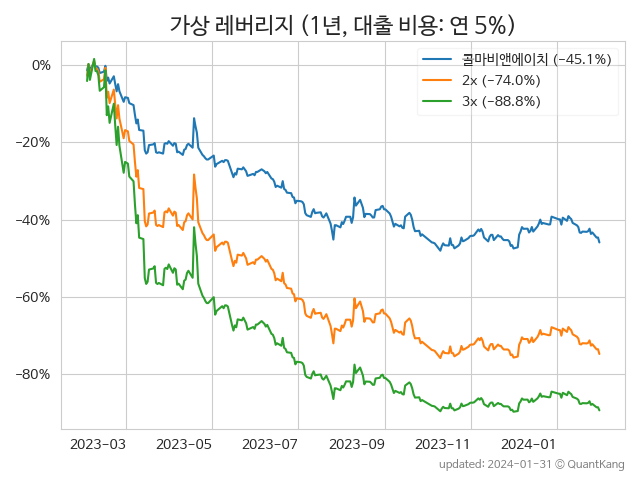 가상 레버리지 (1년, 대출 비용: 연 5%)
콜마비앤에이치 (−45.1%)
2x (−74.0%)
3x (−88.8%)
0%
−20%
−40%
−60%
−80%
2023-03 2023-05 2023-07 2023-09 2023-11 2024-01
updated: 2024-01-31 © QuantKang